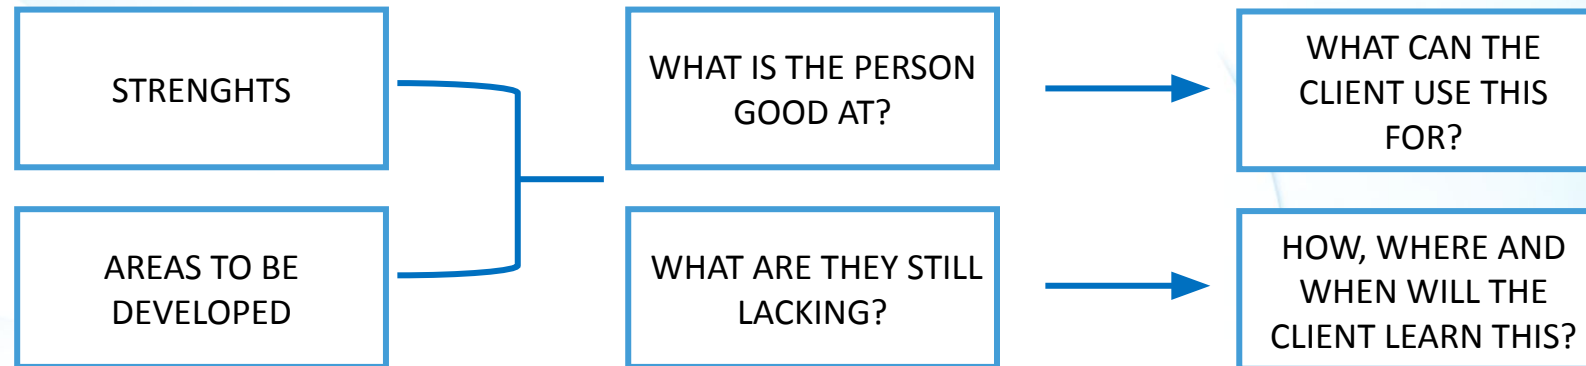 STRENGHTS
WHAT IS THE PERSON
GOOD AT?
WHAT CAN THE
CLIENT USE THIS
FOR?
AREAS TO BE
DEVELOPED
WHAT ARE THEY STILL
LACKING?
HOW, WHERE AND
WHEN WILL THE
CLIENT LEARN THIS?